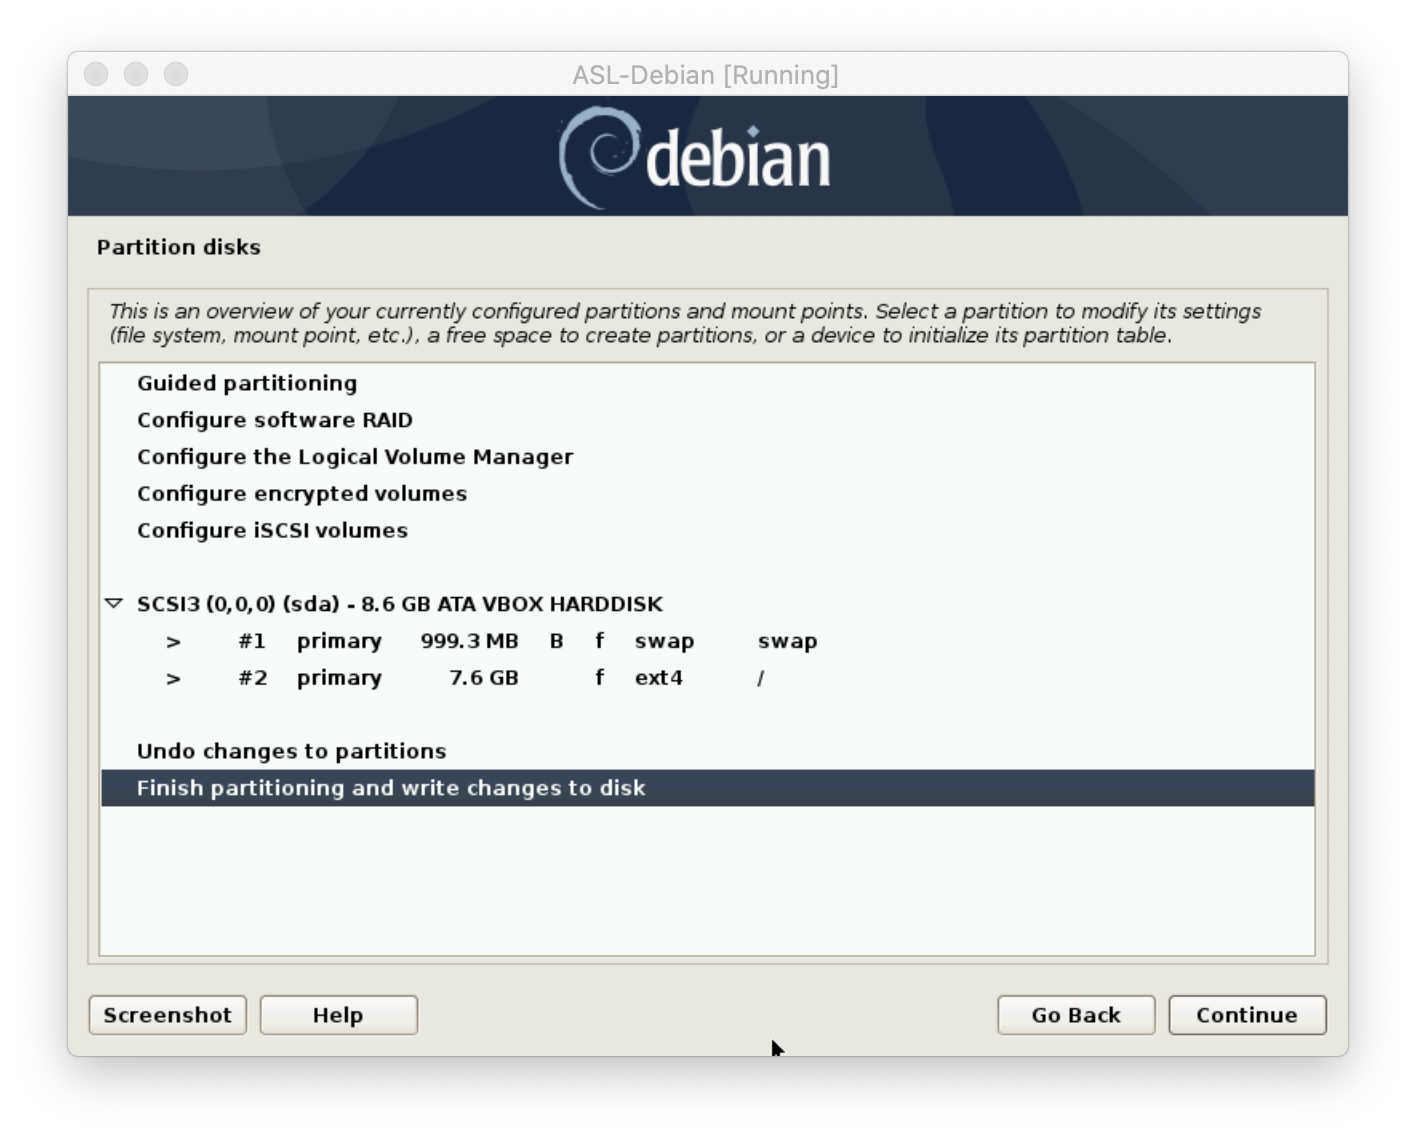 ASL-Debian [Running]
debian
Partition disks
This is an overview of your currently configured partitions and mount points. Select a partition to modify its settings
(file system, mount point, etc.), a free space to create partitions, or a device to initialize its partition table.
Guided partitioning
Configure software RAID
Configure the Logical Volume Manager
Configure encrypted volumes
Configure iSCSI volumes
SCSI3 (0,0,0) (sda) - 8.6 GB ATA VBOX HARDDISK
> #1 primary 999.3 MB B f swap swap
> #2 primary 7.6 GB f ext4 /
Undo changes to partitions
Finish partitioning and write changes to disk
Screenshot Help Go Back Continue